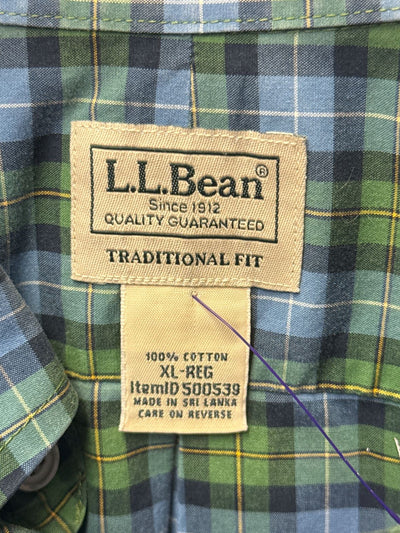 L.L.Bean®
Since 1912
QUALITY GUARANTEED
TRADITIONAL FIT
100% COTTON
XL-REG
ItemID 500539
MADE IN SRI LANKA
CARE ON REVERSE